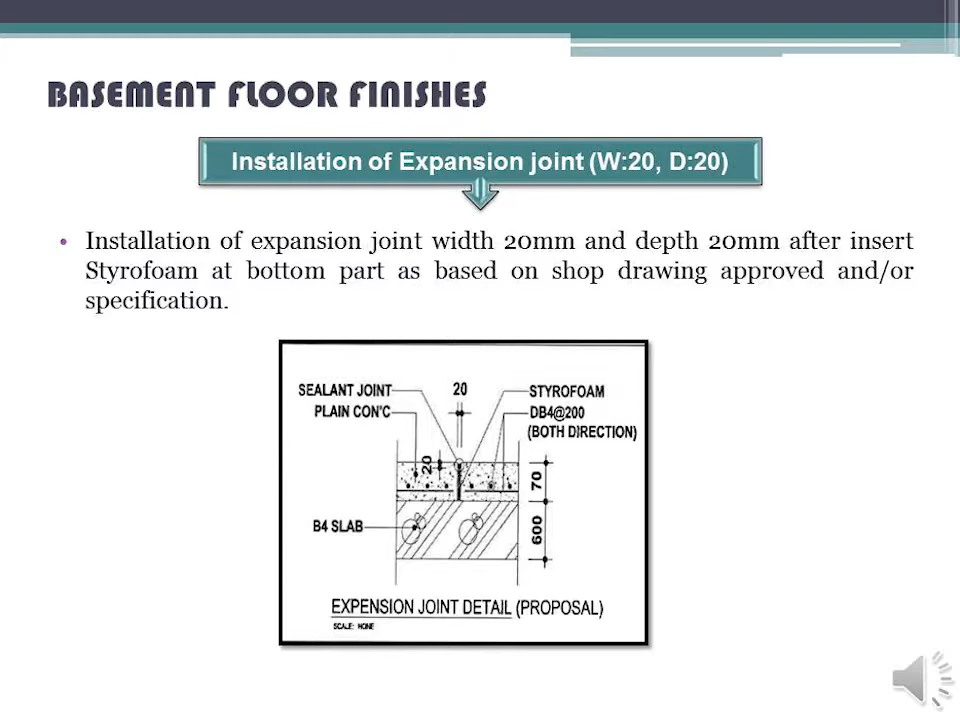 BASEMENT FLOOR FINISHES
Installation of Expansion joint (W:20, D:20)
• Installation of expansion joint width 20mm and depth 20mm after insert
Styrofoam at bottom part as based on shop drawing approved and/or
specification.
SEALANT JOINT
20
STYROFOAM
PLAIN CON'C
DB4@200
(BOTH DIRECTION)
20
70
B4 SLAB
600
EXPENSION JOINT DETAIL (PROPOSAL)
SCALE: NONE